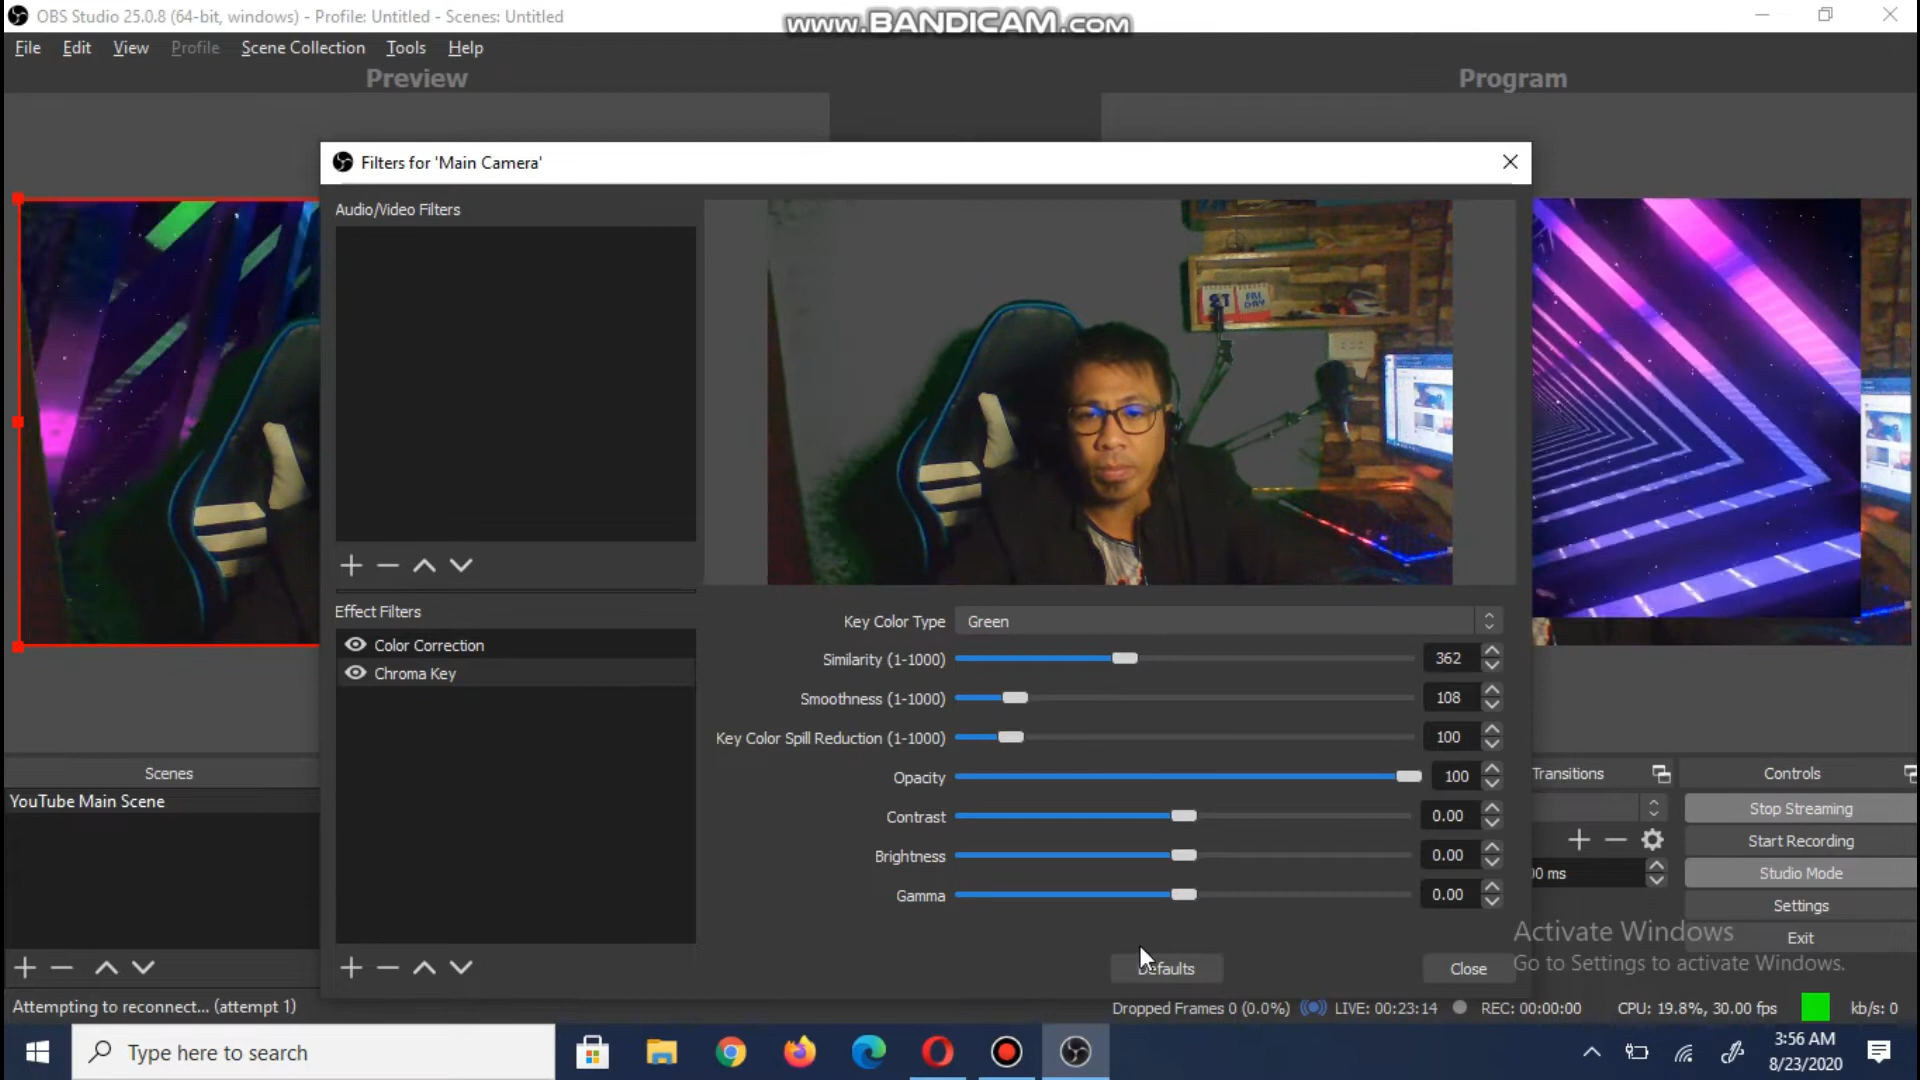 OBS Studio 25.0.8 (64-bit, windows) - Profile: Untitled - Scenes: Untitled
www.BANDICAM.com
File Edit View Profile Scene Collection Tools Help
Preview
Program
Filters for 'Main Camera'
Audio/Video Filters
21 FRI
DAY
Effect Filters
Color Correction
Chroma Key
Key Color Type Green
Similarity (1-1000) 362
Smoothness (1-1000) 108
Key Color Spill Reduction (1-1000) 100
Opacity 100
Contrast 0.00
Brightness 0.00
Gamma 0.00
Defaults
Close
Scenes
YouTube Main Scene
Transitions
0 ms
Controls
Stop Streaming
Start Recording
Studio Mode
Settings
Exit
Activate Windows
Go to Settings to activate Windows.
Attempting to reconnect... (attempt 1)
Dropped Frames 0 (0.0%) LIVE: 00:23:14 REC: 00:00:00 CPU: 19.8%, 30.00 fps kb/s: 0
Type here to search
3:56 AM
8/23/2020